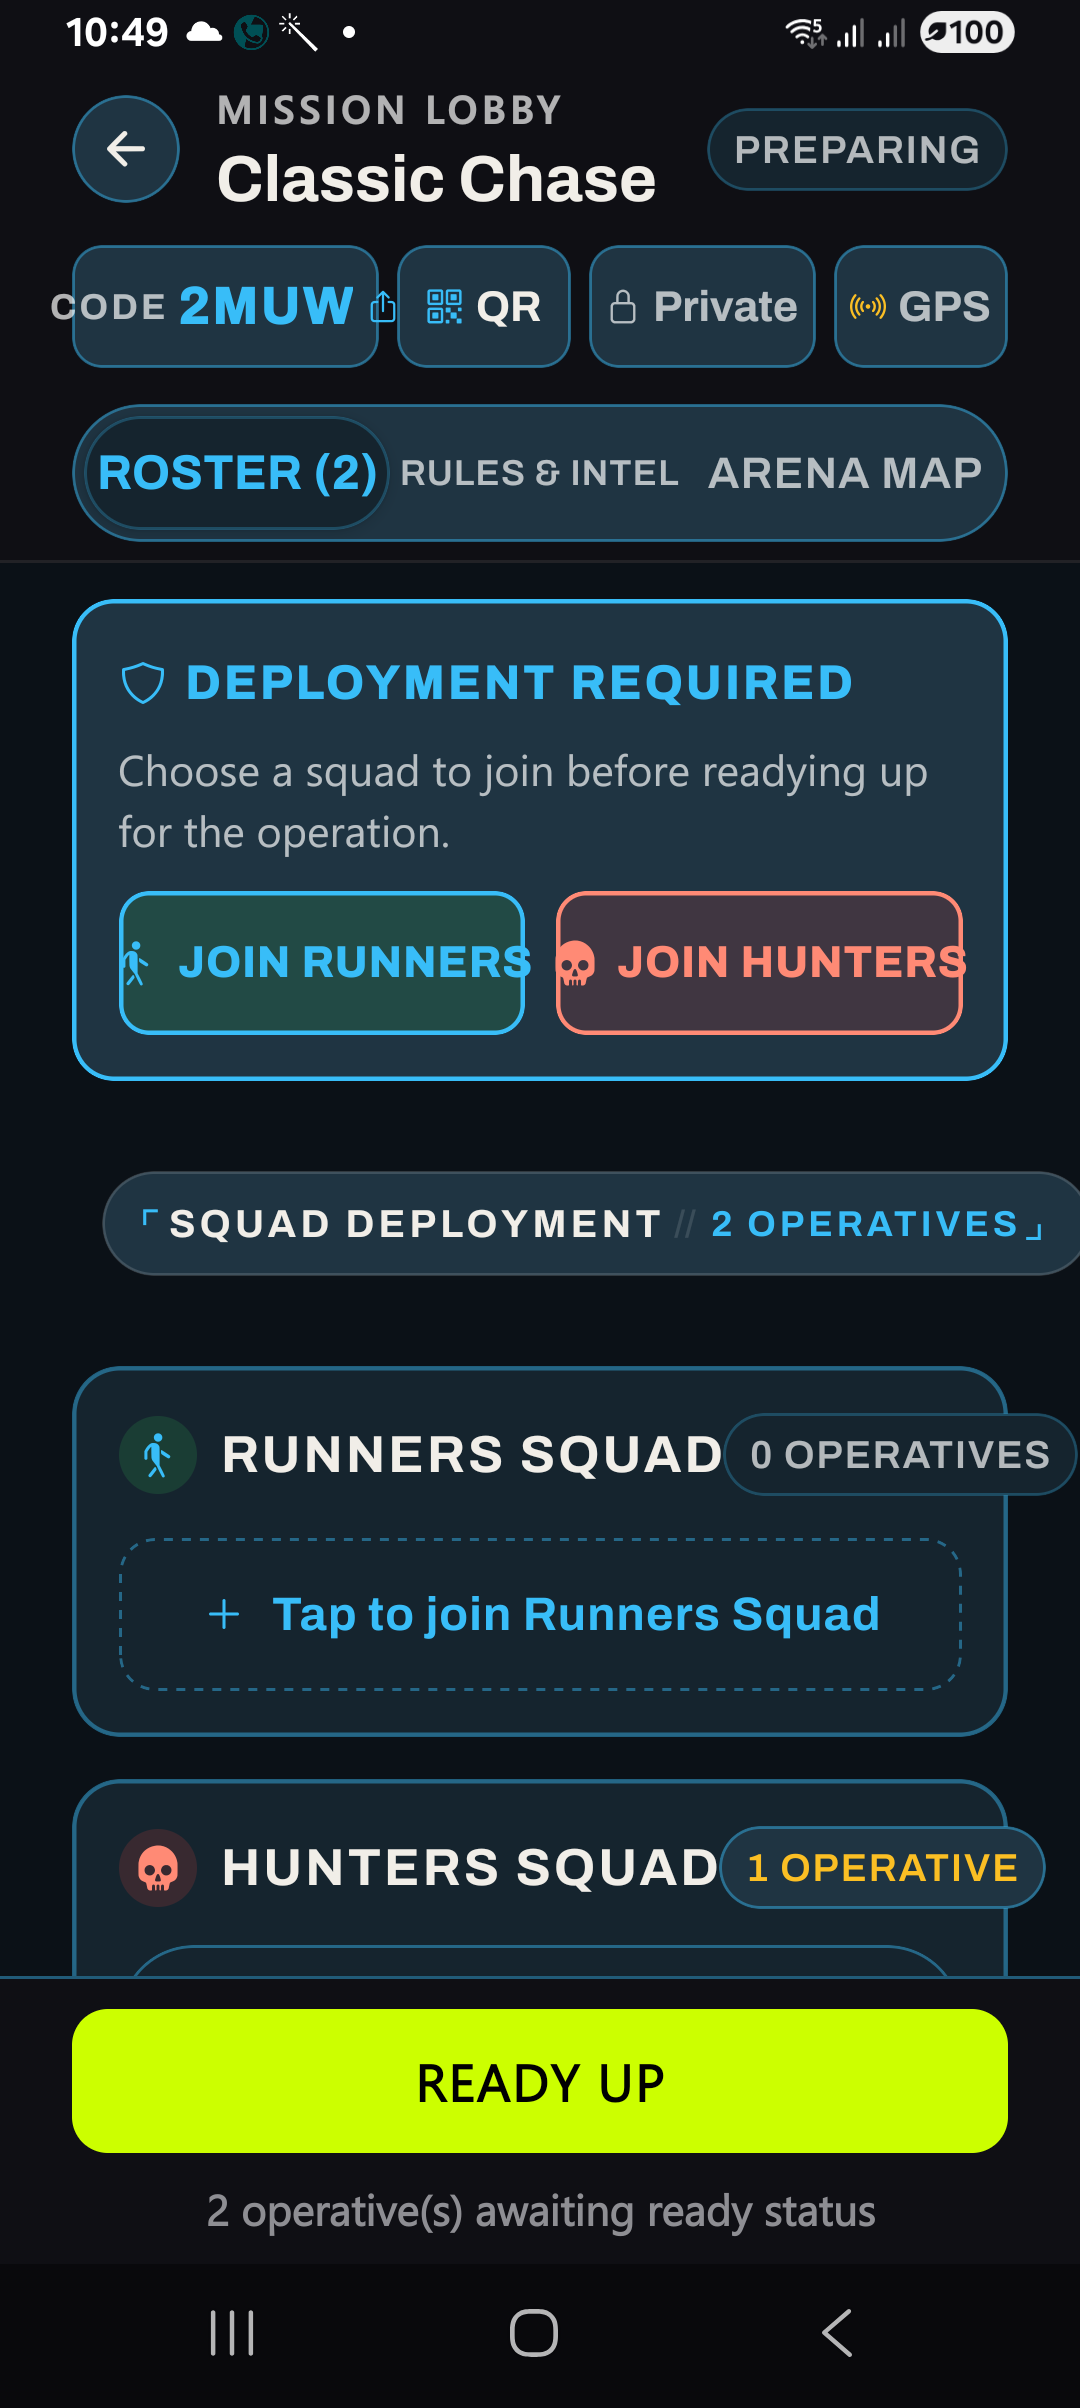 10:49
5
100
MISSION LOBBY
Classic Chase
PREPARING
CODE 2MUW
QR
Private
GPS
ROSTER (2)
RULES & INTEL
ARENA MAP
DEPLOYMENT REQUIRED
Choose a squad to join before readying up
for the operation.
JOIN RUNNERS
JOIN HUNTERS
「 SQUAD DEPLOYMENT // 2 OPERATIVES 」
RUNNERS SQUAD
0 OPERATIVES
+ Tap to join Runners Squad
HUNTERS SQUAD
1 OPERATIVE
READY UP
2 operative(s) awaiting ready status